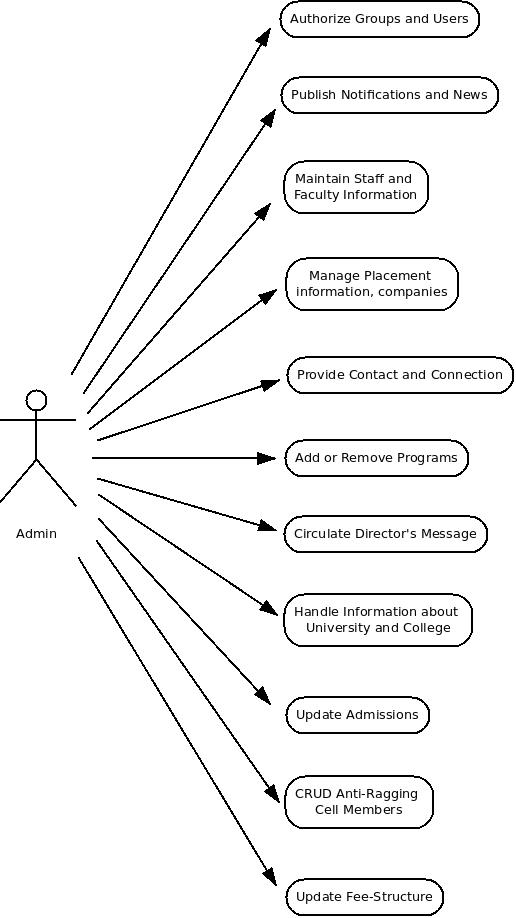 Authorize Groups and Users
Publish Notifications and News
Maintain Staff and
Faculty Information
Manage Placement
information, companies
Provide Contact and Connection
Add or Remove Programs
Admin
Circulate Director's Message
Handle Information about
University and College
Update Admissions
CRUD Anti-Ragging
Cell Members
Update Fee-Structure